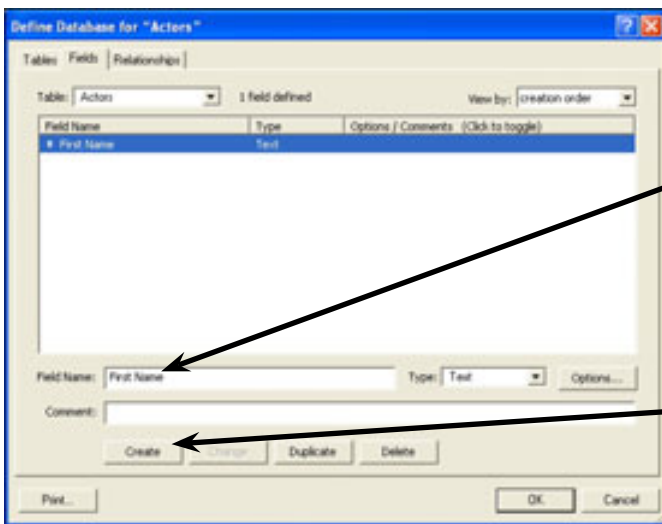 Define Database for "Actors"
Tables Fields Relationships
Table: Actors 1 field defined View by: creation order
Field Name Type Options / Comments (Click to toggle)
First Name Text
Field Name: First Name Type: Text Options...
Comment:
Create Change Duplicate Delete
Print... OK Cancel